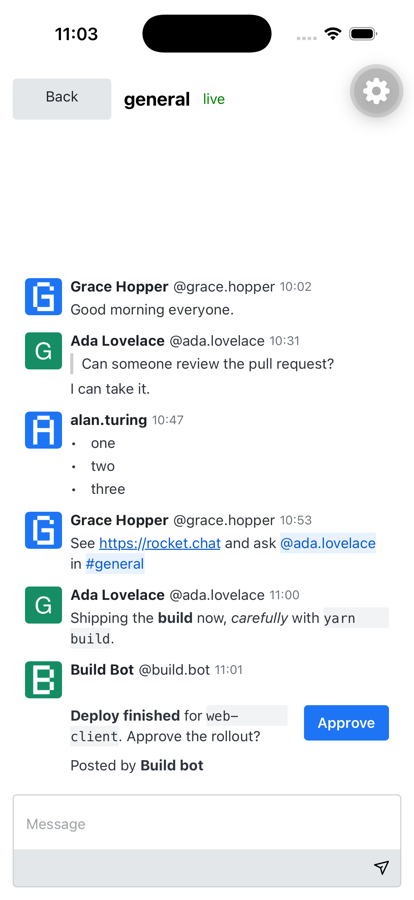 11:03
Back
general live
G
Grace Hopper @grace.hopper 10:02
Good morning everyone.
G
Ada Lovelace @ada.lovelace 10:31
Can someone review the pull request?
I can take it.
A
alan.turing 10:47
• one
• two
• three
G
Grace Hopper @grace.hopper 10:53
See https://rocket.chat and ask @ada.lovelace
in #general
G
Ada Lovelace @ada.lovelace 11:00
Shipping the build now, carefully with yarn
build.
B
Build Bot @build.bot 11:01
Deploy finished for web-
client. Approve the rollout?
Approve
Posted by Build bot
Message